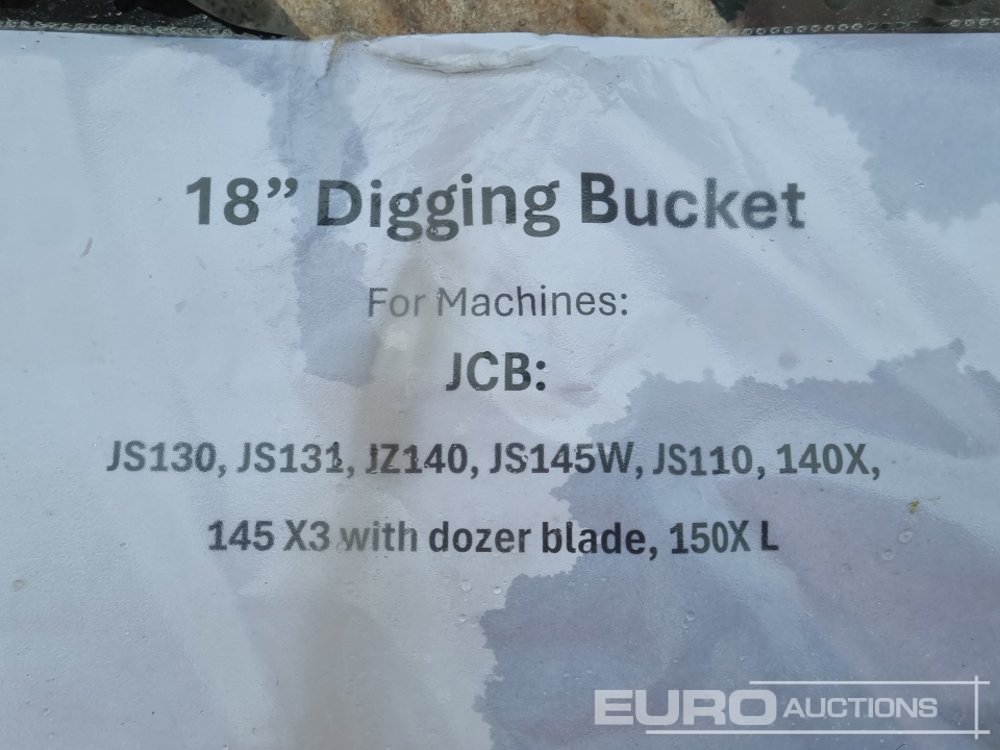 18” Digging Bucket
For Machines:
JCB:
JS130, JS131, JZ140, JS145W, JS110, 140X,
145 X3 with dozer blade, 150X L
EURO AUCTIONS